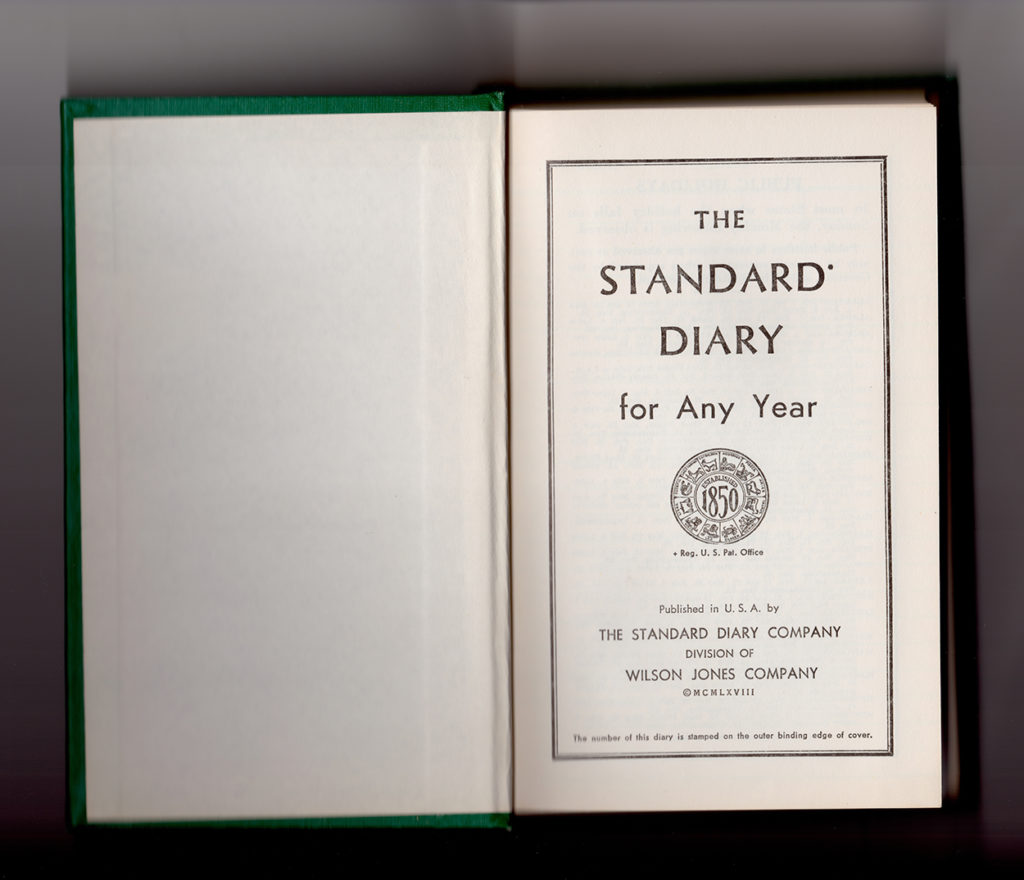 THE
STANDARD·
DIARY
for Any Year
ESTABLISHED
1850
+ Reg. U. S. Pat. Office
Published in U. S. A. by
THE STANDARD DIARY COMPANY
DIVISION OF
WILSON JONES COMPANY
©MCMLXVIII
The number of this diary is stamped on the outer binding edge of cover.